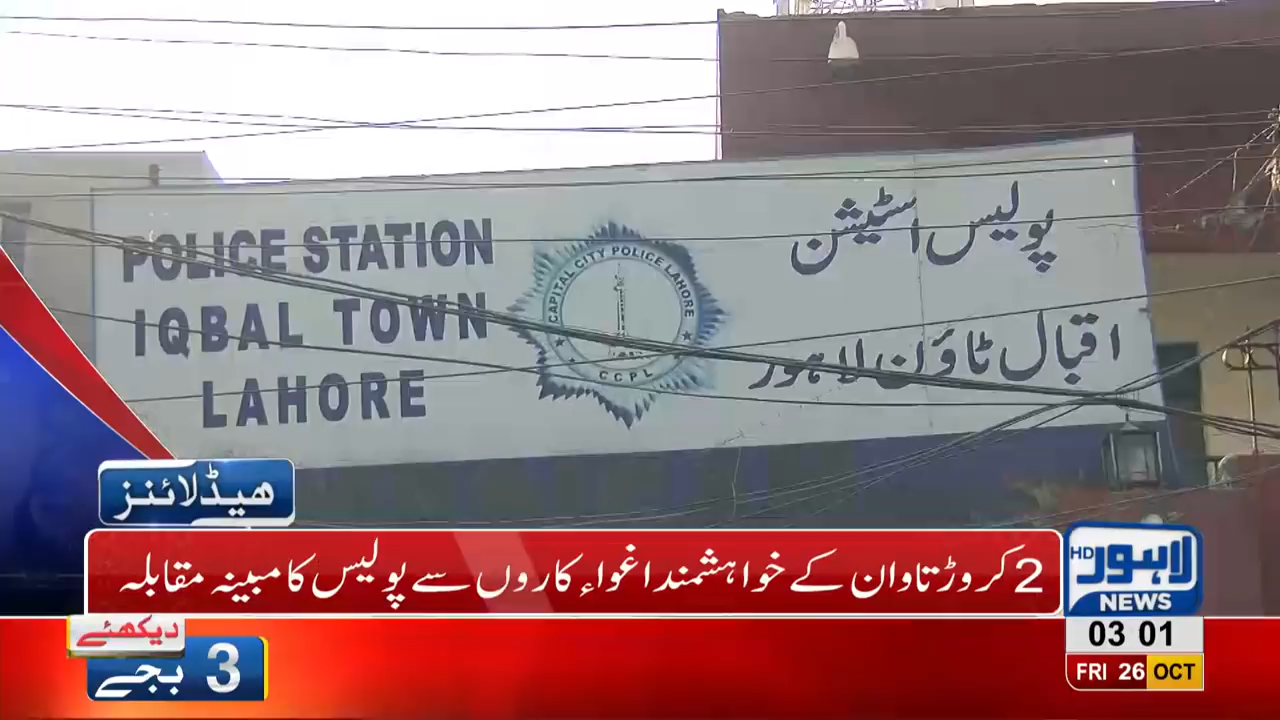 POLICE STATION
IQBAL TOWN
LAHORE
CAPITAL CITY POLICE LAHORE
CCPL
پولیس اسٹیشن
اقبال ٹاؤن لاہور
ھیڈلائنز
2 کروڑ تاوان کے خواہشمند اغواء کاروں سے پولیس کا مبینہ مقابلہ
HD لاہور
NEWS
03 01
FRI 26 OCT
دیکھئے
3 بجے